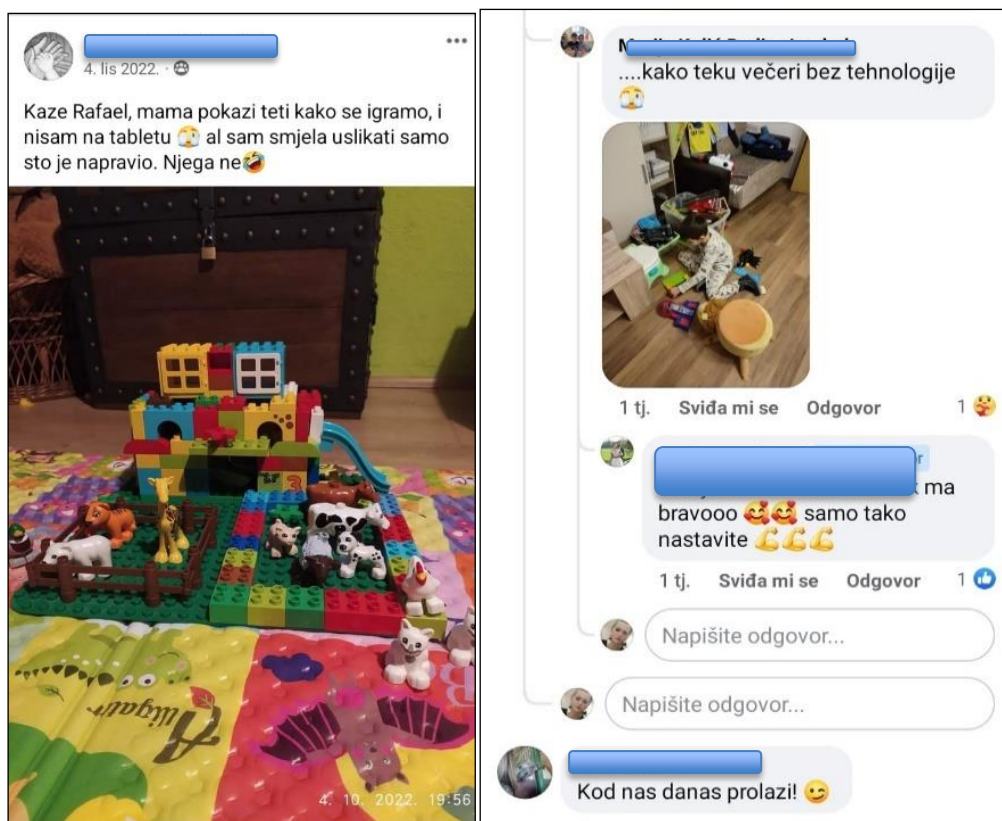 4. lis 2022.
Kaze Rafael, mama pokazi teti kako se igramo, i
nisam na tabletu 🫣 al sam smjela uslikati samo
sto je napravio. Njega ne🤣
3
Aligatr
B
4. 10. 2022. 19:56
....kako teku večeri bez tehnologije
🫣
1 tj. Sviđa mi se Odgovor 1 🤗
ma
bravooo 🥰🥰 samo tako
nastavite 💪💪💪
1 tj. Sviđa mi se Odgovor 1 👍
Napišite odgovor...
Napišite odgovor...
Kod nas danas prolazi! 😉